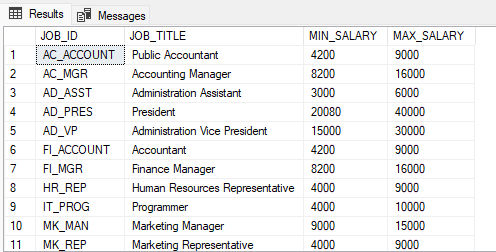 Results Messages
JOB_ID JOB_TITLE MIN_SALARY MAX_SALARY
1 AC_ACCOUNT Public Accountant 4200 9000
2 AC_MGR Accounting Manager 8200 16000
3 AD_ASST Administration Assistant 3000 6000
4 AD_PRES President 20080 40000
5 AD_VP Administration Vice President 15000 30000
6 FI_ACCOUNT Accountant 4200 9000
7 FI_MGR Finance Manager 8200 16000
8 HR_REP Human Resources Representative 4000 9000
9 IT_PROG Programmer 4000 10000
10 MK_MAN Marketing Manager 9000 15000
11 MK_REP Marketing Representative 4000 9000